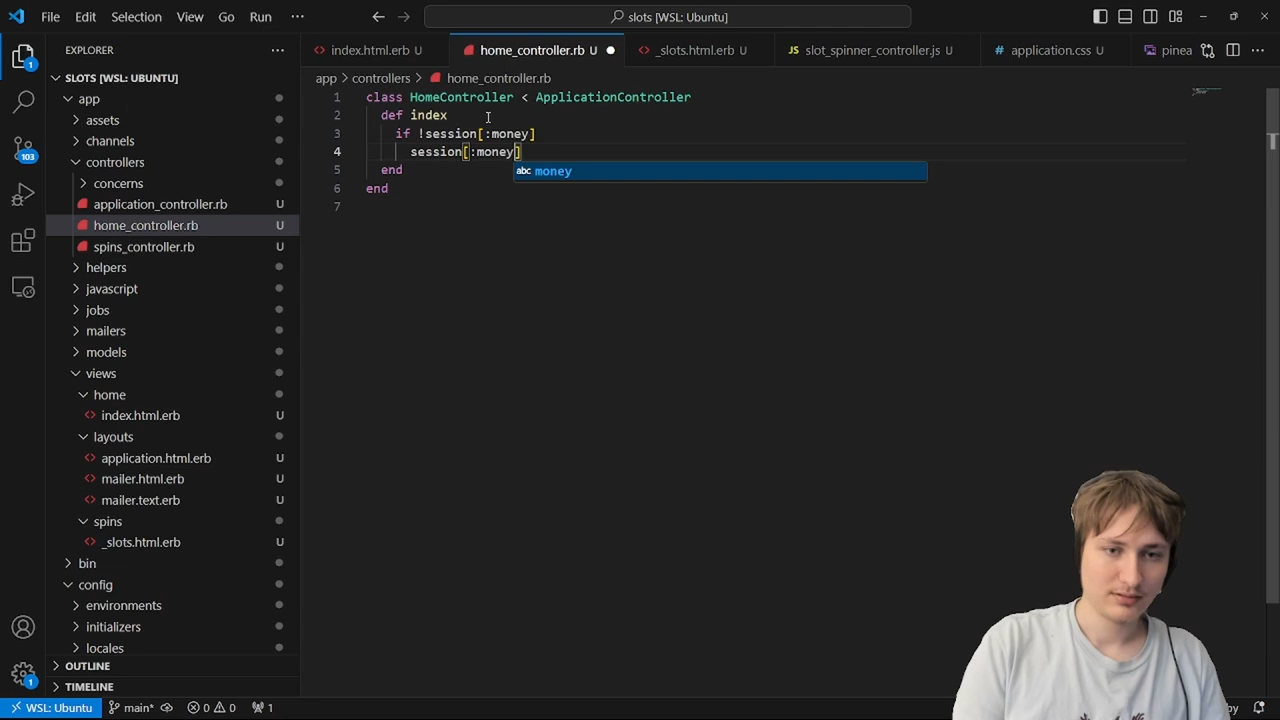 File Edit Selection View Go Run ··· slots [WSL: Ubuntu]
EXPLORER ···
index.html.erb U home_controller.rb U _slots.html.erb U slot_spinner_controller.js U application.css U pinea
app > controllers > home_controller.rb
SLOTS [WSL: UBUNTU]
app
assets
channels
controllers
concerns
application_controller.rb U
home_controller.rb U
spins_controller.rb U
helpers
javascript
jobs
mailers
models
views
home
index.html.erb U
layouts
application.html.erb U
mailer.html.erb U
mailer.text.erb U
spins
_slots.html.erb U
bin
config
environments
initializers
locales
OUTLINE
TIMELINE
1
103
1
1 class HomeController < ApplicationController
2 def index
3 if !session[:money]
4 session[:money]
abc money
5 end
6 end
7
WSL: Ubuntu main* 0 0 1